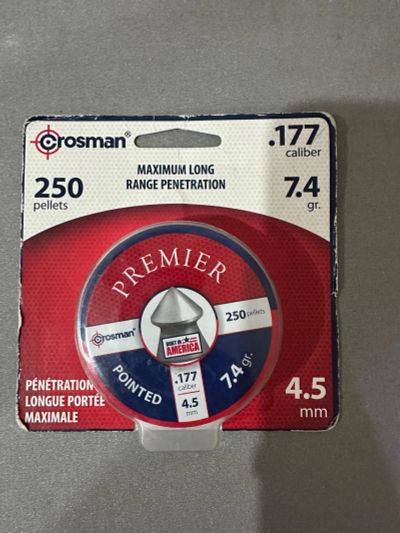 Crosman®
.177
caliber
MAXIMUM LONG
RANGE PENETRATION
250
pellets
7.4
gr.
PREMIER
Crosman®
250 pellets
BUILT IN
AMERICA
POINTED
.177
caliber
4.5
mm
7.4 gr.
PÉNÉTRATION
LONGUE PORTÉE
MAXIMALE
4.5
mm